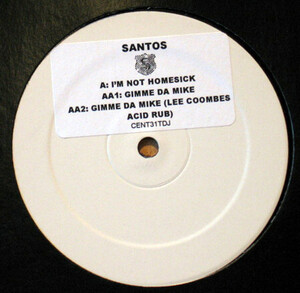 SANTOS
A: I'M NOT HOMESICK
AA1: GIMME DA MIKE
AA2: GIMME DA MIKE (LEE COOMBES
ACID RUB)
CENT31TDJ